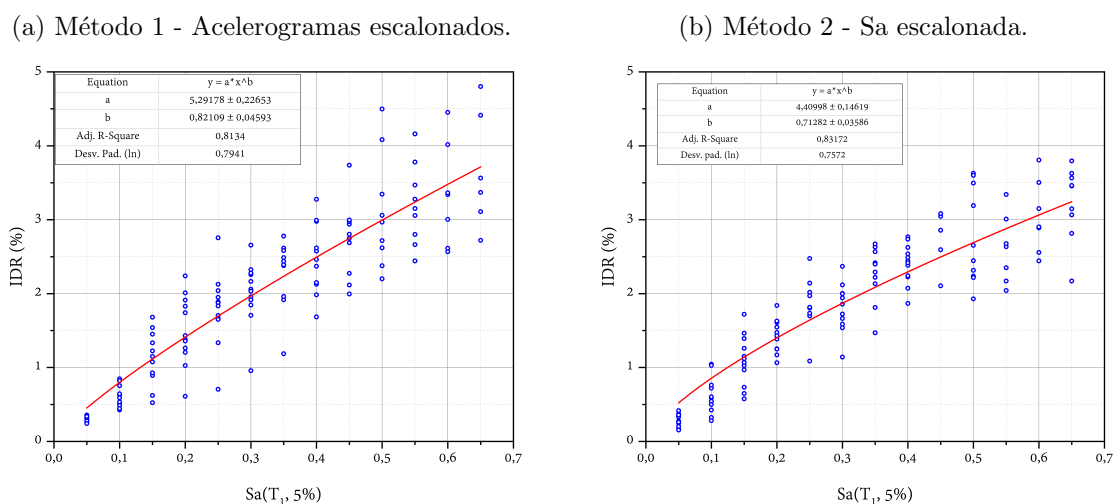 (a) Método 1 - Acelerogramas escalonados.
Equation y = a*x^b
a 5,29178 ± 0,22653
b 0,82109 ± 0,04593
Adj. R-Square 0,8134
Desv. Pad. (ln) 0,7941
IDR (%)
5
4
3
2
1
0
0,0 0,1 0,2 0,3 0,4 0,5 0,6 0,7
Sa(T1, 5%)
(b) Método 2 - Sa escalonada.
Equation y = a*x^b
a 4,40998 ± 0,14619
b 0,71282 ± 0,03586
Adj. R-Square 0,83172
Desv. pad. (ln) 0,7572
IDR (%)
5
4
3
2
1
0
0,0 0,1 0,2 0,3 0,4 0,5 0,6 0,7
Sa(T1, 5%)